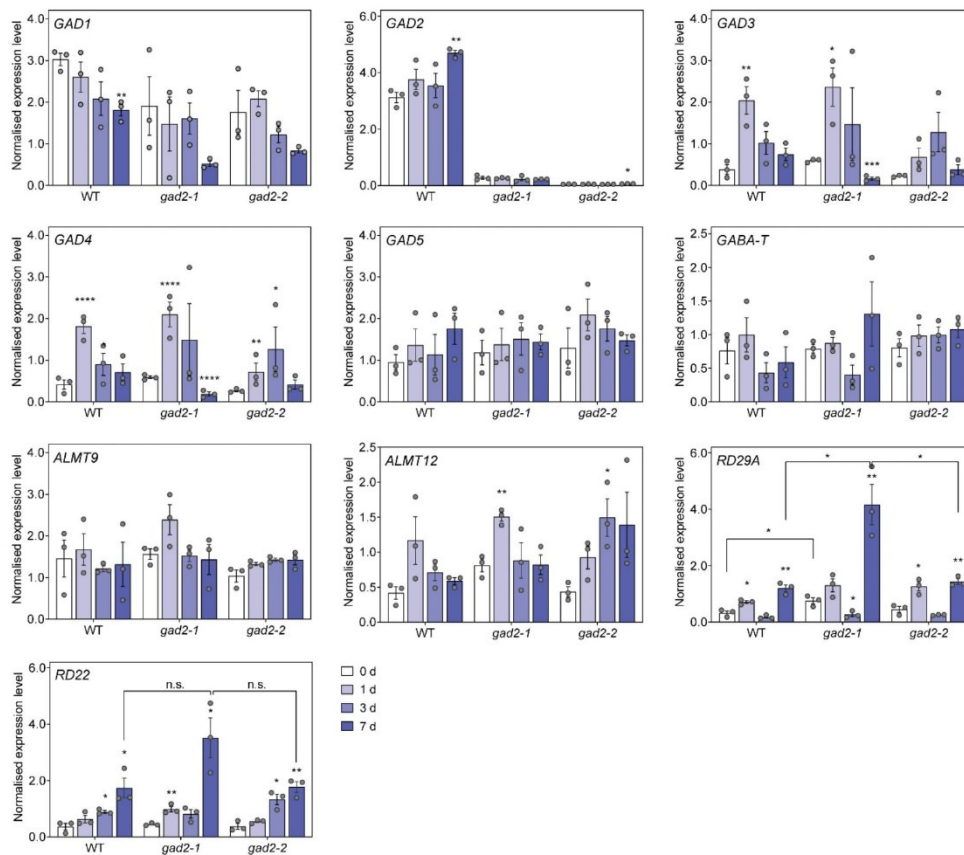 GAD1
Normalised expression level
4.0
3.0
2.0
1.0
0.0
**
WT
gad2-1
gad2-2
GAD2
Normalised expression level
6.0
4.0
2.0
0.0
**
*
WT
gad2-1
gad2-2
GAD3
Normalised expression level
4.0
3.0
2.0
1.0
0.0
**
*
***
WT
gad2-1
gad2-2
GAD4
Normalised expression level
4.0
3.0
2.0
1.0
0.0
****
*
****
****
**
*
WT
gad2-1
gad2-2
GAD5
Normalised expression level
4.0
3.0
2.0
1.0
0.0
WT
gad2-1
gad2-2
GABA-T
Normalised expression level
2.5
2.0
1.5
1.0
0.5
0.0
WT
gad2-1
gad2-2
ALMT9
Normalised expression level
4.0
3.0
2.0
1.0
0.0
WT
gad2-1
gad2-2
ALMT12
Normalised expression level
2.5
2.0
1.5
1.0
0.5
0.0
**
*
WT
gad2-1
gad2-2
RD29A
Normalised expression level
6.0
4.0
2.0
0.0
*
*
*
*
**
**
*
*
**
WT
gad2-1
gad2-2
RD22
Normalised expression level
6.0
4.0
2.0
0.0
n.s.
n.s.
*
*
**
*
*
**
WT
gad2-1
gad2-2
0 d
1 d
3 d
7 d